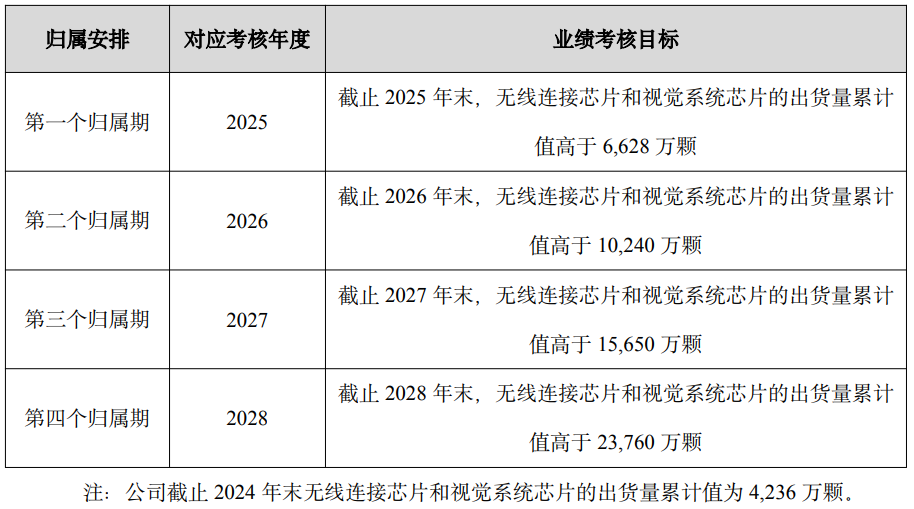 归属安排 对应考核年度 业绩考核目标
第一个归属期 2025 截止 2025 年末，无线连接芯片和视觉系统芯片的出货量累计
值高于 6,628 万颗
第二个归属期 2026 截止 2026 年末，无线连接芯片和视觉系统芯片的出货量累计
值高于 10,240 万颗
第三个归属期 2027 截止 2027 年末，无线连接芯片和视觉系统芯片的出货量累计
值高于 15,650 万颗
第四个归属期 2028 截止 2028 年末，无线连接芯片和视觉系统芯片的出货量累计
值高于 23,760 万颗
注：公司截止 2024 年末无线连接芯片和视觉系统芯片的出货量累计值为 4,236 万颗。